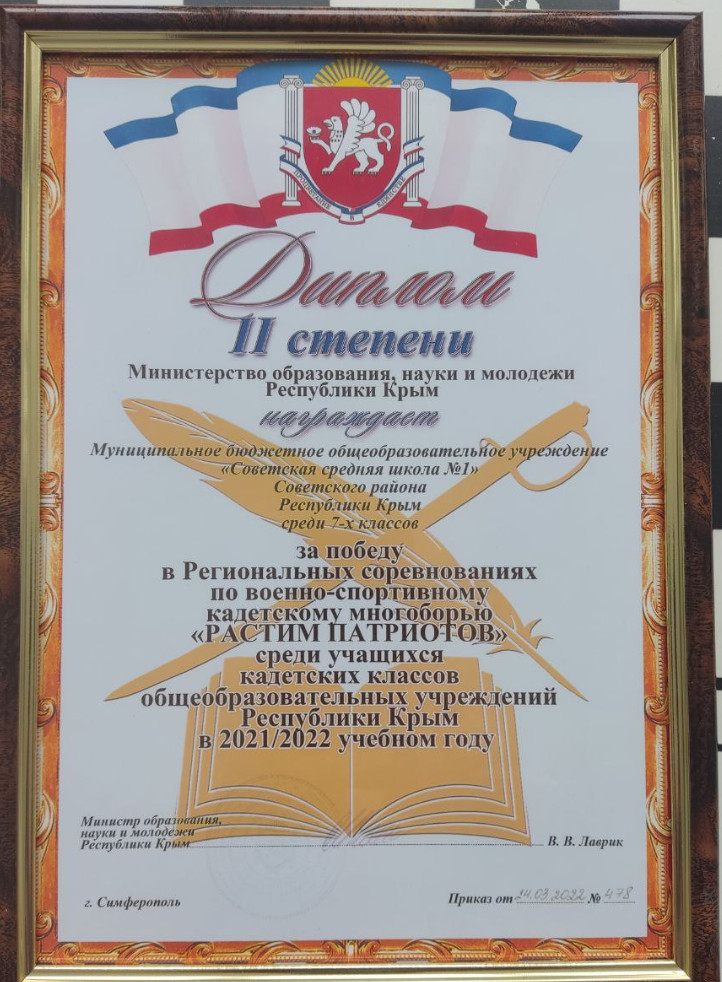 ПРОЦВЕТАНИЕ В ЕДИНСТВЕ
Диплом
II степени
Министерство образования, науки и молодежи
Республики Крым
награждает
Муниципальное бюджетное общеобразовательное учреждение
«Советская средняя школа №1»
Советского района
Республики Крым
среди 7-х классов
за победу
в Региональных соревнованиях
по военно-спортивному
кадетскому многоборью
«РАСТИМ ПАТРИОТОВ»
среди учащихся
кадетских классов
общеобразовательных учреждений
Республики Крым
в 2021/2022 учебном году
Министр образования,
науки и молодежи
Республики Крым
В. В. Лаврик
г. Симферополь
Приказ от 24.03.2022 № 478